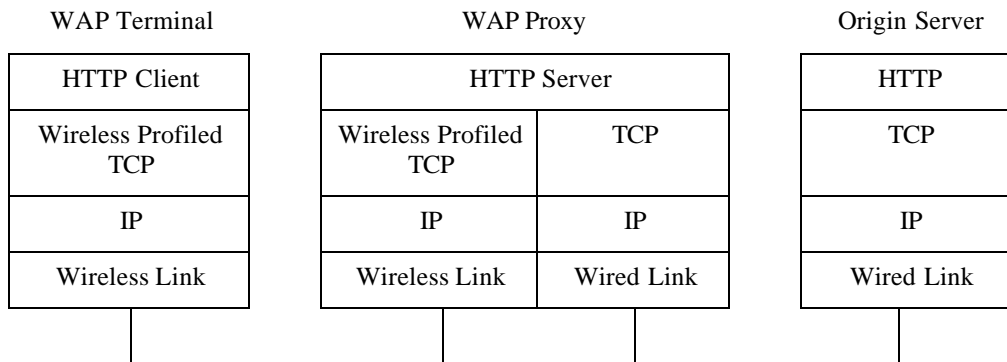 WAP Terminal
WAP Proxy
Origin Server
HTTP Client
HTTP Server
HTTP
Wireless Profiled
TCP
Wireless Profiled
TCP
TCP
TCP
IP
IP
IP
IP
Wireless Link
Wireless Link
Wired Link
Wired Link